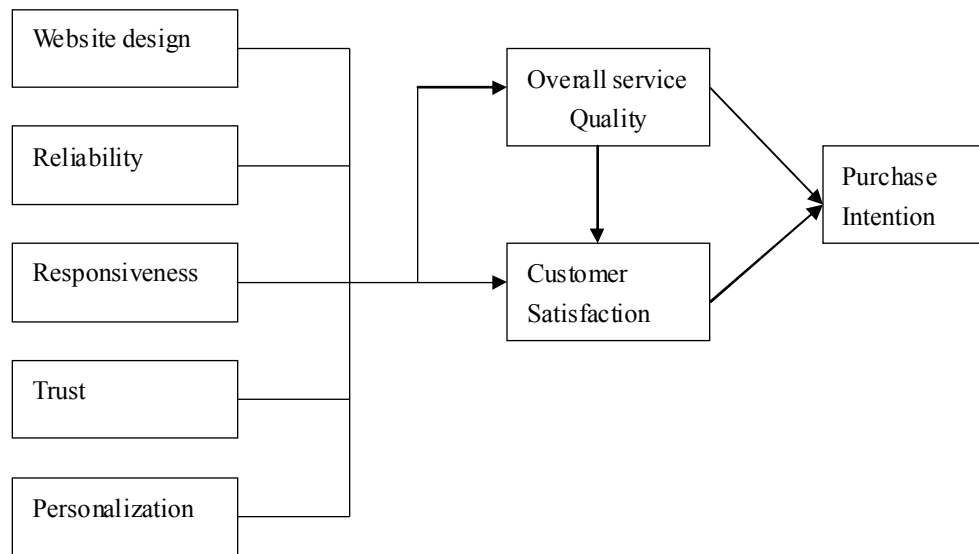 Website design
Reliability
Responsiveness
Trust
Personalization
Overall service
Quality
Customer
Satisfaction
Purchase
Intention